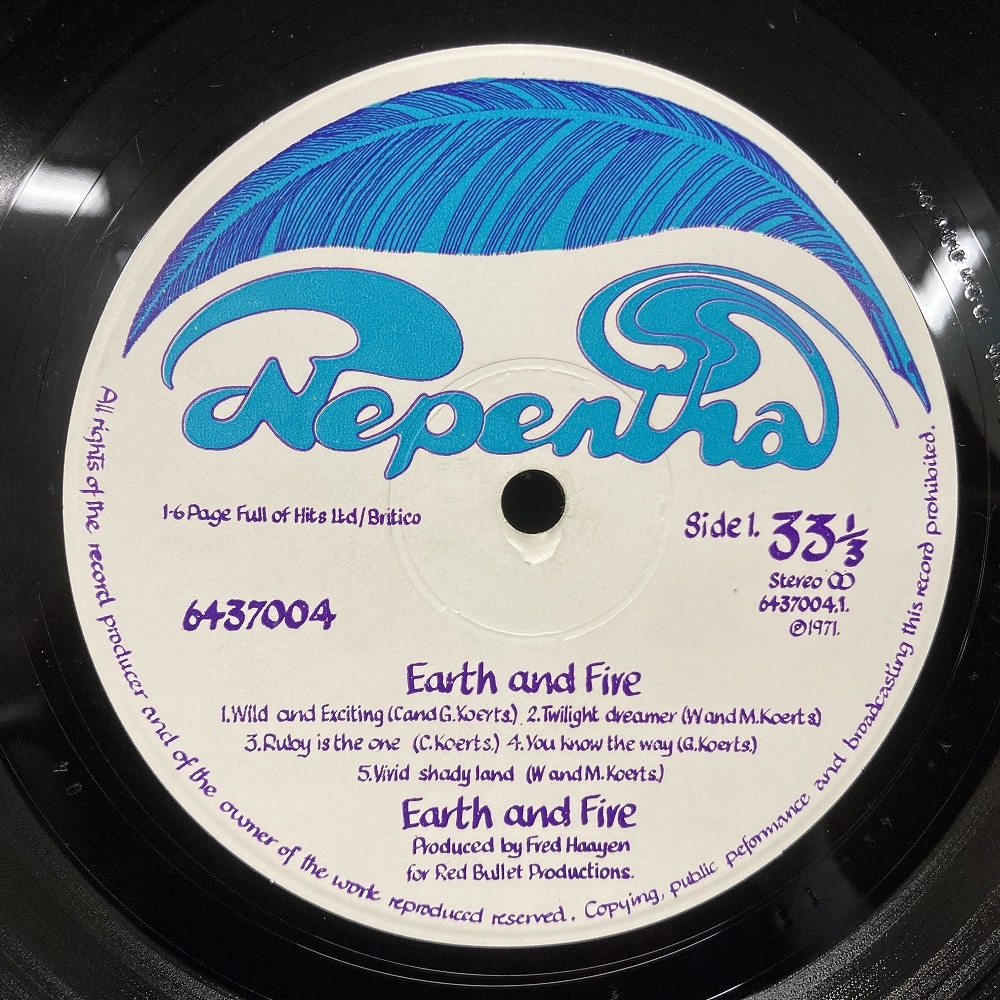 Nepentha
1-6 Page Full of Hits Ltd/Britico
Side 1. 33 1/3
Stereo
6437004.1.
℗1971.
6437004
Earth and Fire
1.Wild and Exciting (C and G.Koerts.) 2.Twilight dreamer (W and M.Koerts)
3.Ruby is the one (C.Koerts.) 4.You know the way (G.Koerts.)
5.Vivid shady land (W and M.Koerts.)
Earth and Fire
Produced by Fred Haayen
for Red Bullet Productions.
All rights of the record producer and of the owner of the work reproduced reserved. Copying, public peformance and broadcasting this record prohibited.